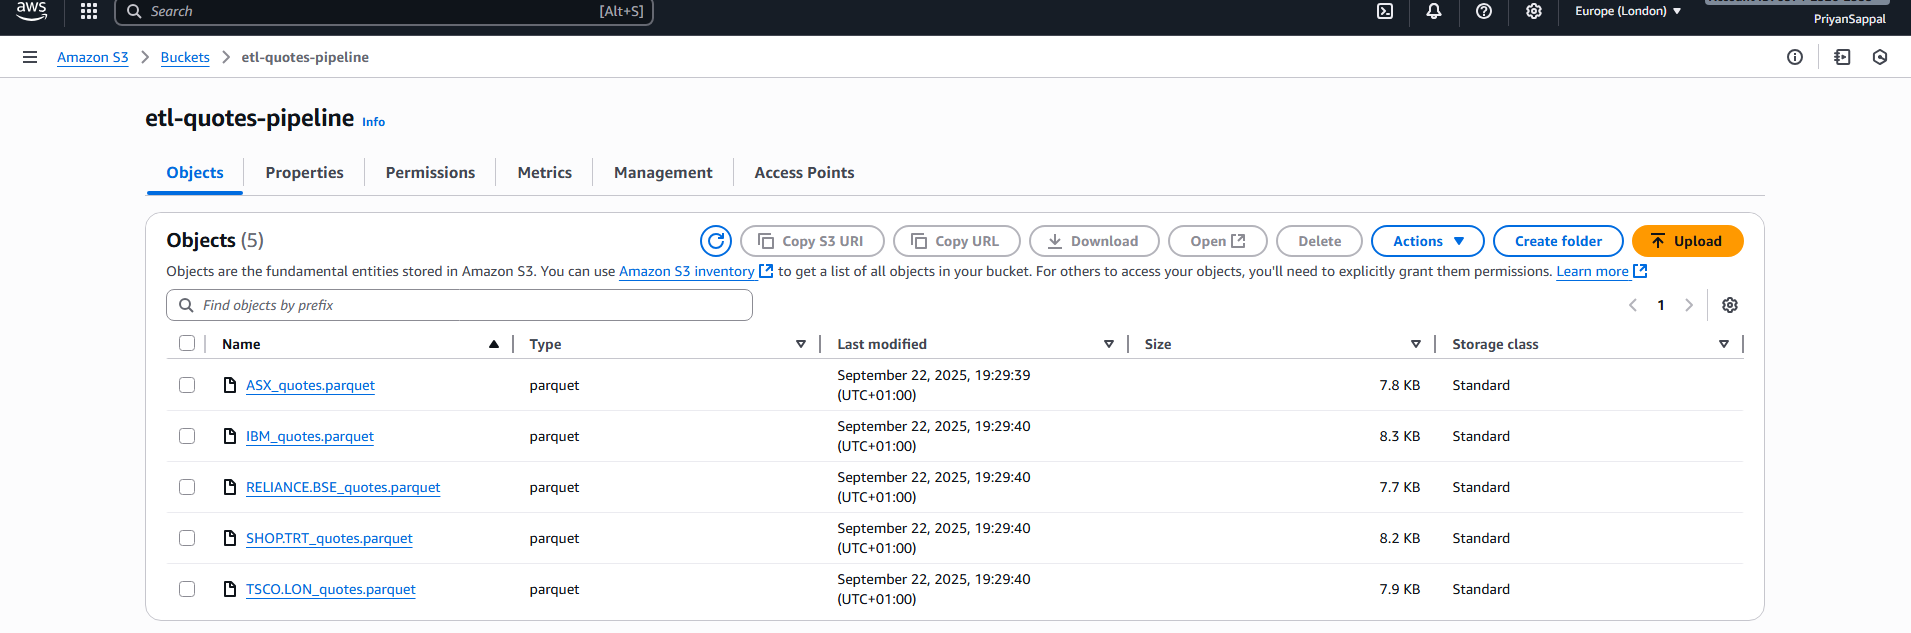 aws Search [Alt+S] Europe (London) PriyanSappal
Amazon S3 Buckets etl-quotes-pipeline
etl-quotes-pipeline Info
Objects Properties Permissions Metrics Management Access Points
Objects (5) Copy S3 URI Copy URL Download Open Delete Actions Create folder Upload
Objects are the fundamental entities stored in Amazon S3. You can use Amazon S3 inventory to get a list of all objects in your bucket. For others to access your objects, you'll need to explicitly grant them permissions. Learn more
Find objects by prefix 1
Name Type Last modified Size Storage class
ASX_quotes.parquet parquet September 22, 2025, 19:29:39 (UTC+01:00) 7.8 KB Standard
IBM_quotes.parquet parquet September 22, 2025, 19:29:40 (UTC+01:00) 8.3 KB Standard
RELIANCE.BSE_quotes.parquet parquet September 22, 2025, 19:29:40 (UTC+01:00) 7.7 KB Standard
SHOP.TRT_quotes.parquet parquet September 22, 2025, 19:29:40 (UTC+01:00) 8.2 KB Standard
TSCO.LON_quotes.parquet parquet September 22, 2025, 19:29:40 (UTC+01:00) 7.9 KB Standard